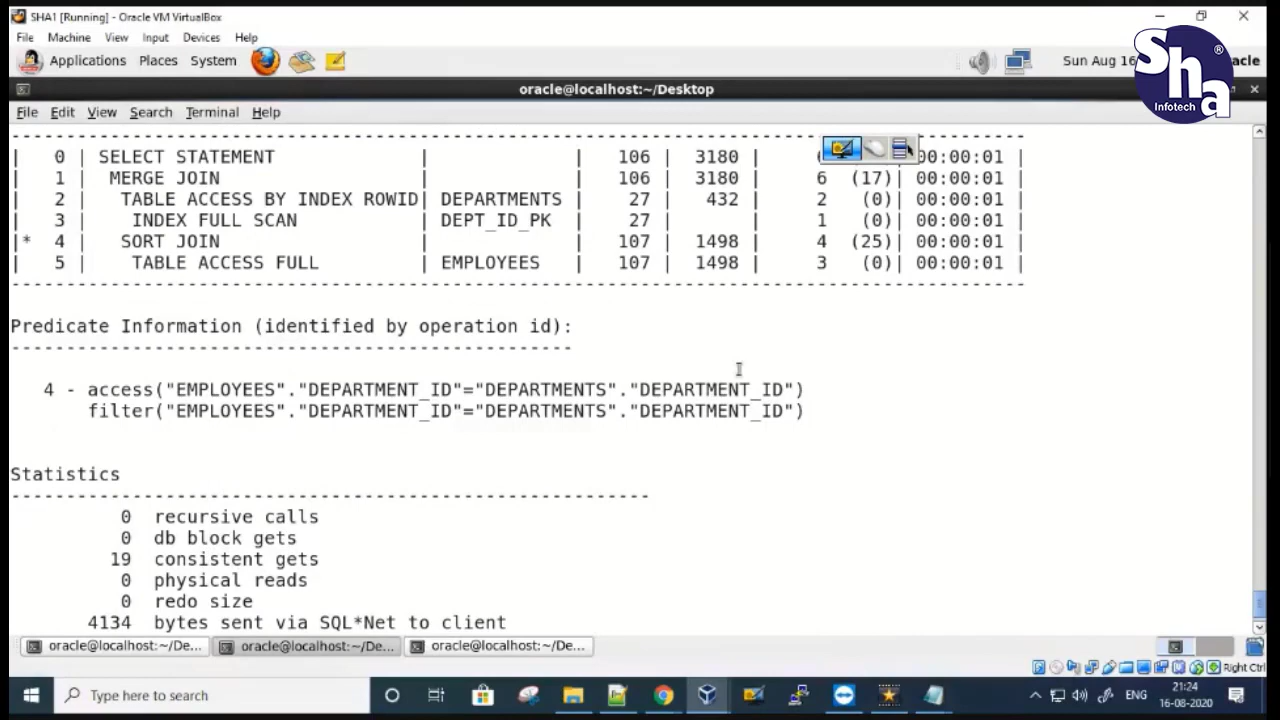 SHA1 [Running] - Oracle VM VirtualBox
File Machine View Input Devices Help
Applications Places System Sun Aug 16 acle
Sha ®
Infotech
oracle@localhost:~/Desktop
File Edit View Search Terminal Help
-----------------------------------------------------------------------------------------
| 0 | SELECT STATEMENT | | 106 | 3180 | 00:00:01 |
| 1 | MERGE JOIN | | 106 | 3180 | 6 (17)| 00:00:01 |
| 2 | TABLE ACCESS BY INDEX ROWID| DEPARTMENTS | 27 | 432 | 2 (0)| 00:00:01 |
| 3 | INDEX FULL SCAN | DEPT_ID_PK | 27 | | 1 (0)| 00:00:01 |
|* 4 | SORT JOIN | | 107 | 1498 | 4 (25)| 00:00:01 |
| 5 | TABLE ACCESS FULL | EMPLOYEES | 107 | 1498 | 3 (0)| 00:00:01 |
-----------------------------------------------------------------------------------------
Predicate Information (identified by operation id):
---------------------------------------------------
4 - access("EMPLOYEES"."DEPARTMENT_ID"="DEPARTMENTS"."DEPARTMENT_ID")
filter("EMPLOYEES"."DEPARTMENT_ID"="DEPARTMENTS"."DEPARTMENT_ID")
Statistics
----------------------------------------------------------
0 recursive calls
0 db block gets
19 consistent gets
0 physical reads
0 redo size
4134 bytes sent via SQL*Net to client
oracle@localhost:~/De... oracle@localhost:~/De... oracle@localhost:~/De...
Right Ctrl
Type here to search ENG 21:24
16-08-2020